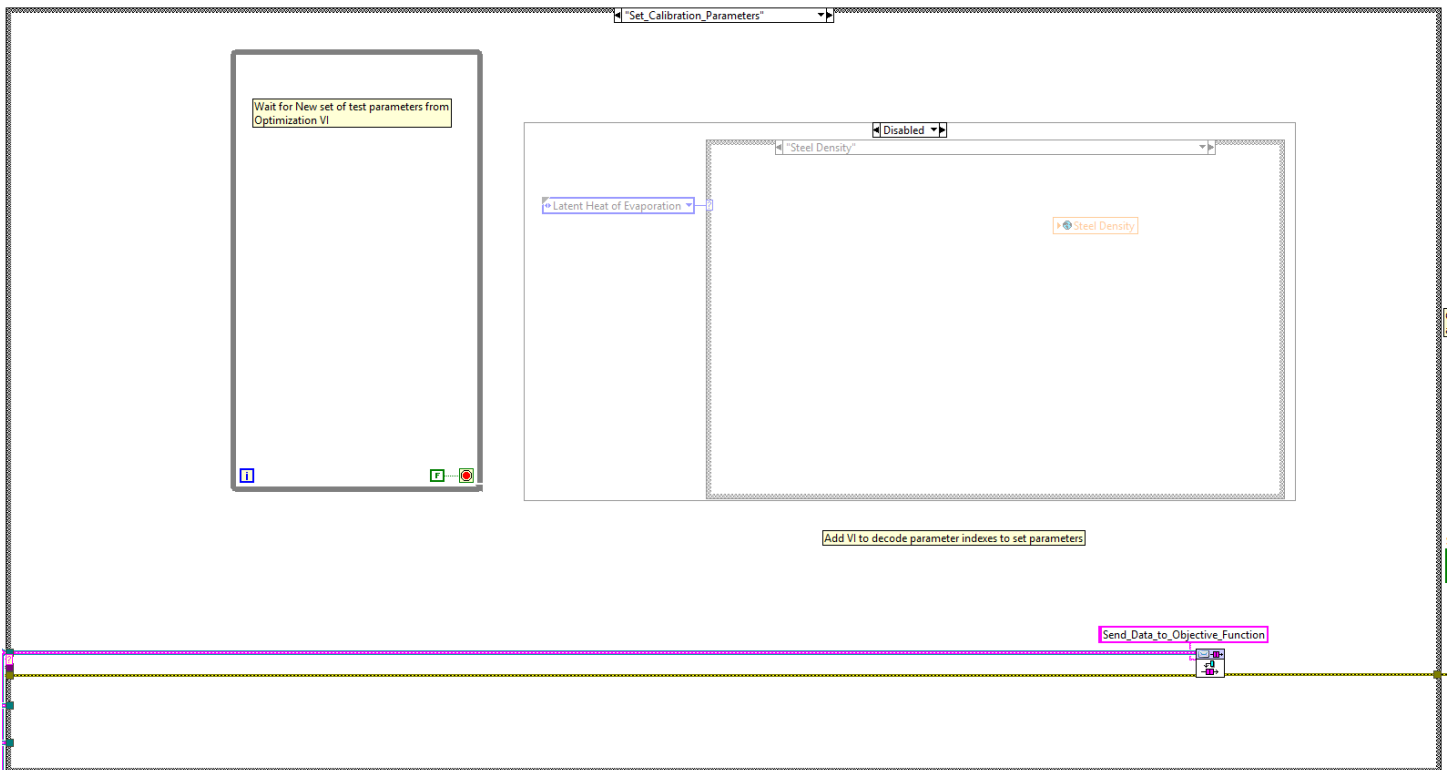 "Set_Calibration_Parameters"
Wait for New set of test parameters from
Optimization VI
Disabled
"Steel Density"
Latent Heat of Evaporation
Steel Density
i
F
Add VI to decode parameter indexes to set parameters
Send_Data_to_Objective_Function